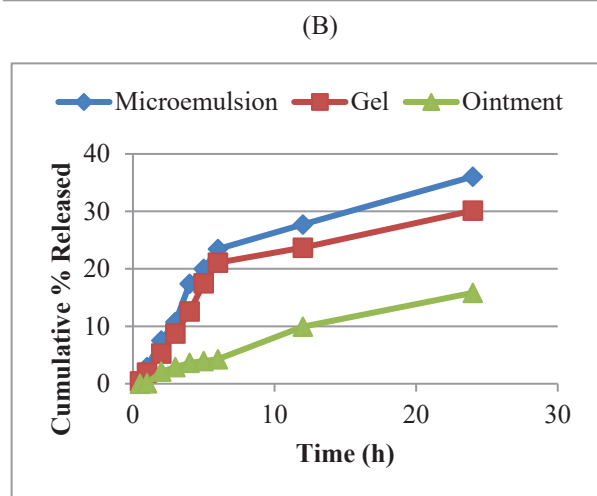 (B)
Microemulsion Gel Ointment
40
30
20
10
0
0 10 20 30
Cumulative % Released
Time (h)